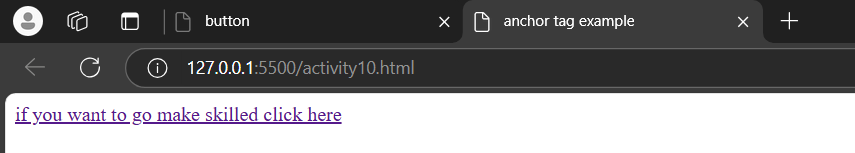 button
anchor tag example
127.0.0.1:5500/activity10.html
if you want to go make skilled click here